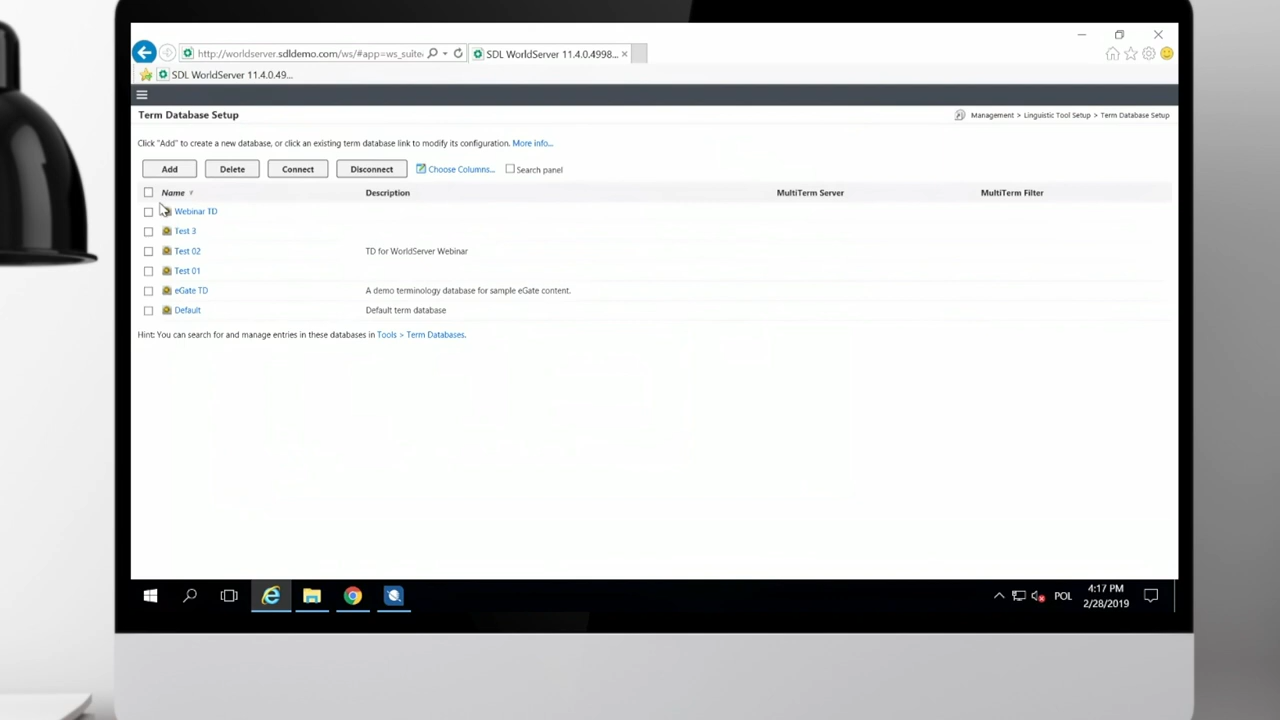 http://worldserver.sdldemo.com/ws/#app=ws_suite
SDL WorldServer 11.4.0.4998...
SDL WorldServer 11.4.0.49...
Term Database Setup
Management > Linguistic Tool Setup > Term Database Setup
Click "Add" to create a new database, or click an existing term database link to modify its configuration. More info...
Add Delete Connect Disconnect Choose Columns... Search panel
Name Description MultiTerm Server MultiTerm Filter
Webinar TD
Test 3
Test 02 TD for WorldServer Webinar
Test 01
eGate TD A demo terminology database for sample eGate content.
Default Default term database
Hint: You can search for and manage entries in these databases in Tools > Term Databases.
POL
4:17 PM
2/28/2019